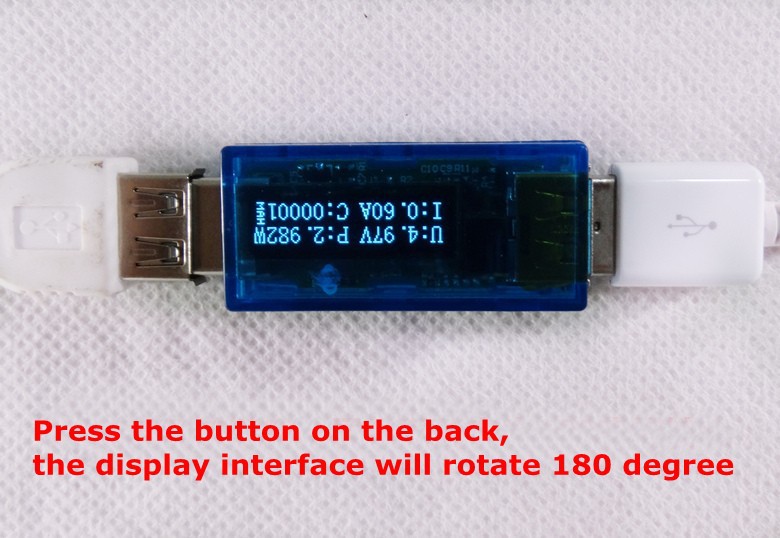 U:4.97V P:2.982W
I:0.60A C:00001
MAH
Press the button on the back,
the display interface will rotate 180 degree